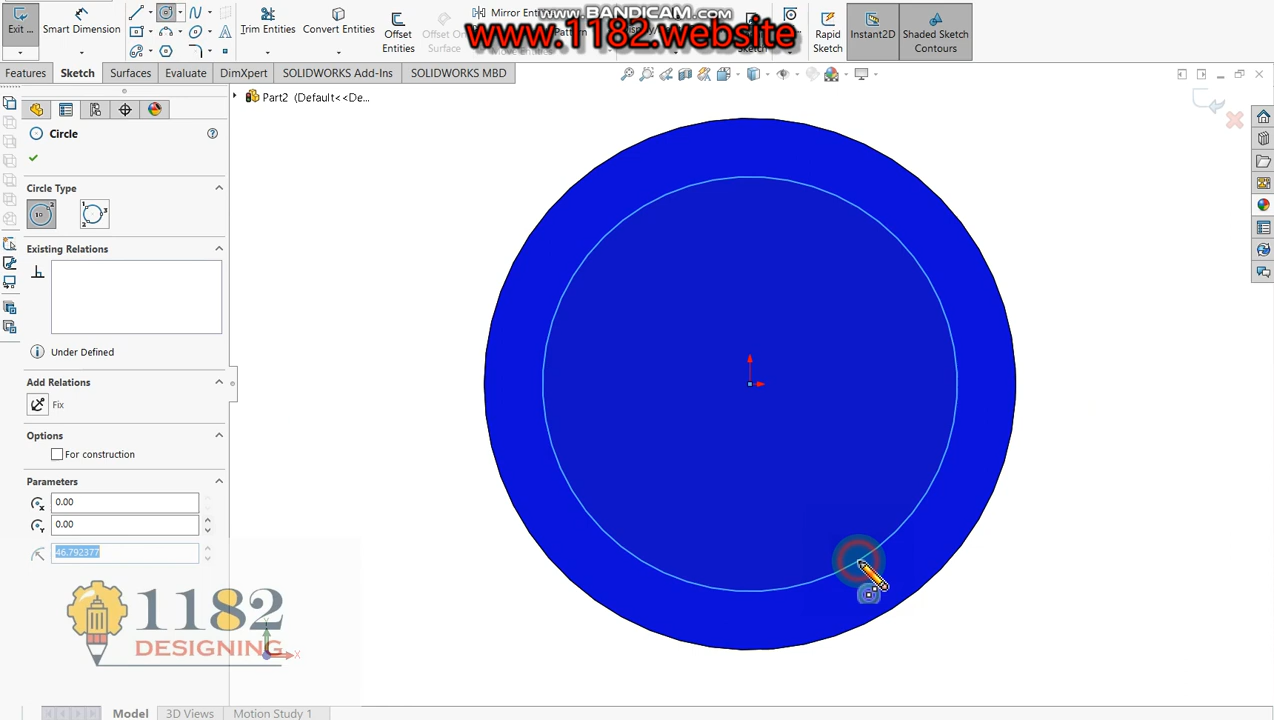 www.BANDICAM.com
www.1182.website
Exit ...
Smart Dimension
Trim Entities
Convert Entities
Offset Entities
Offset On Surface
Mirror Entities
Rapid Sketch
Instant2D
Shaded Sketch Contours
Features
Sketch
Surfaces
Evaluate
DimXpert
SOLIDWORKS Add-Ins
SOLIDWORKS MBD
Part2 (Default<<De...
Circle
Circle Type
Existing Relations
Under Defined
Add Relations
Fix
Options
For construction
Parameters
0.00
0.00
46.792377
1182
DESIGNING
X
Model
3D Views
Motion Study 1